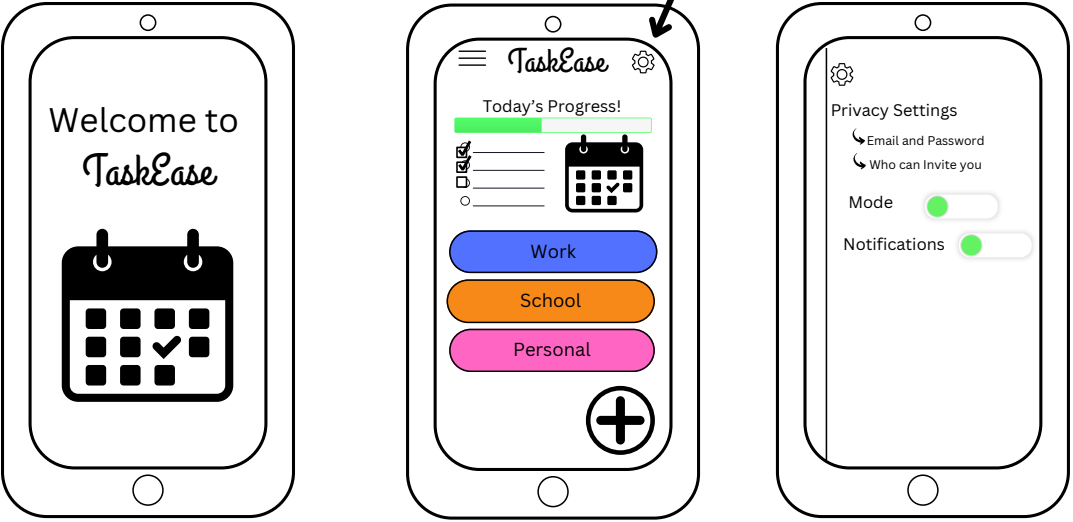 Welcome to
TaskEase
TaskEase
Today's Progress!
Work
School
Personal
Privacy Settings
Email and Password
Who can Invite you
Mode
Notifications